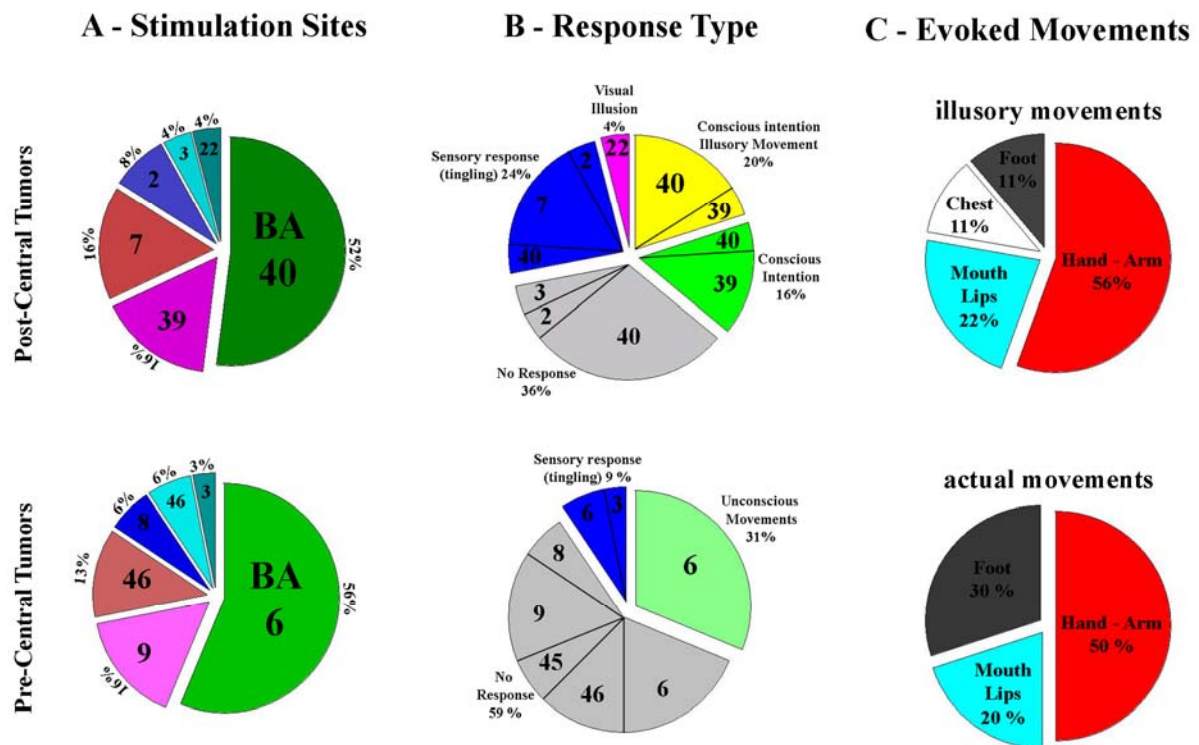 A - Stimulation Sites
B - Response Type
C - Evoked Movements
Post-Central Tumors
4%
4%
8%
16%
16%
52%
22
3
2
7
39
BA
40
Visual
Illusion
4%
Sensory response
(tingling) 24%
Conscious intention
Illusory Movement
20%
Conscious
Intention
16%
No Response
36%
22
2
7
40
3
2
40
40
39
40
39
illusory movements
Foot
11%
Chest
11%
Mouth
Lips
22%
Hand - Arm
56%
Pre-Central Tumors
3%
6%
6%
13%
16%
56%
3
46
8
46
9
BA
6
Sensory response
(tingling) 9 %
Unconscious
Movements
31%
No
Response
59 %
6
3
8
9
45
46
6
6
actual movements
Foot
30 %
Mouth
Lips
20 %
Hand - Arm
50 %